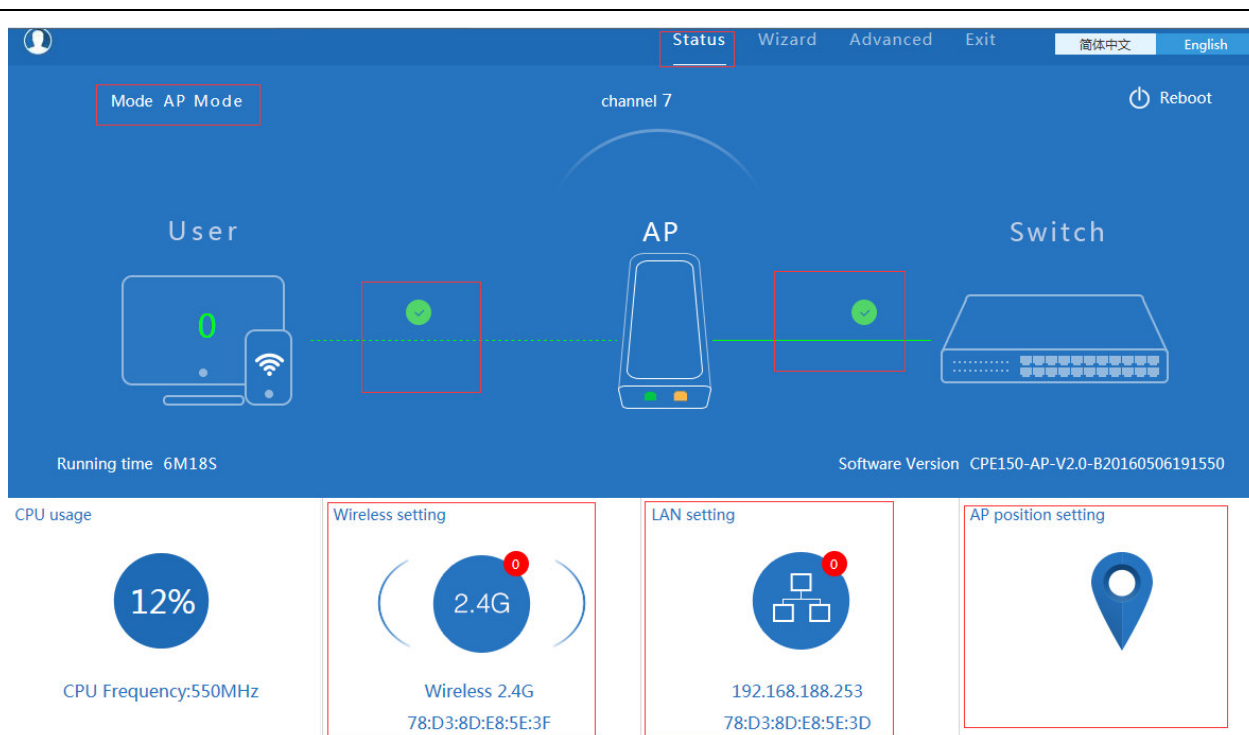 Status Wizard Advanced Exit 简体中文 English
Mode AP Mode channel 7 Reboot
User AP Switch
0
Running time 6M18S Software Version CPE150-AP-V2.0-B20160506191550
CPU usage Wireless setting LAN setting AP position setting
0 0
12% 2.4G
CPU Frequency:550MHz Wireless 2.4G 192.168.188.253
78:D3:8D:E8:5E:3F 78:D3:8D:E8:5E:3D